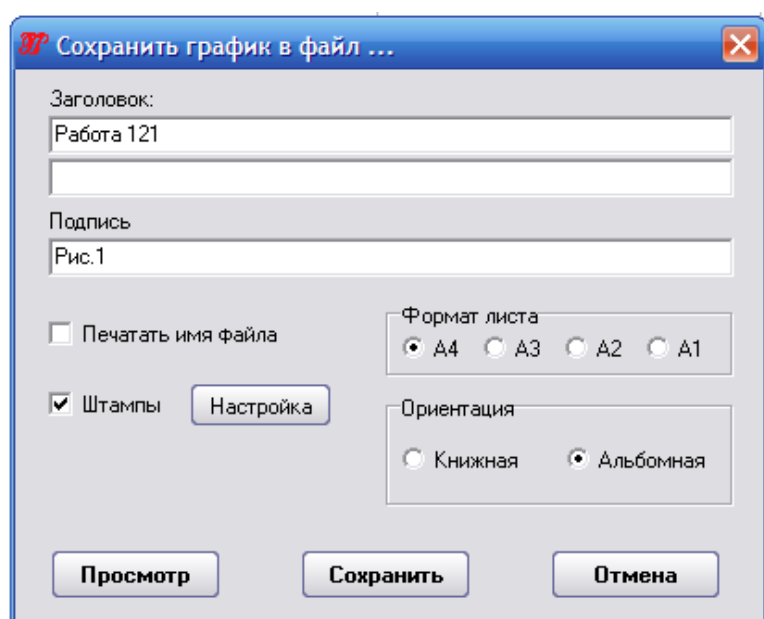 Сохранить график в файл ...
Заголовок:
Работа 121
Подпись
Рис.1
Печатать имя файла
Формат листа
А4 А3 А2 А1
Штампы Настройка
Ориентация
Книжная Альбомная
Просмотр Сохранить Отмена